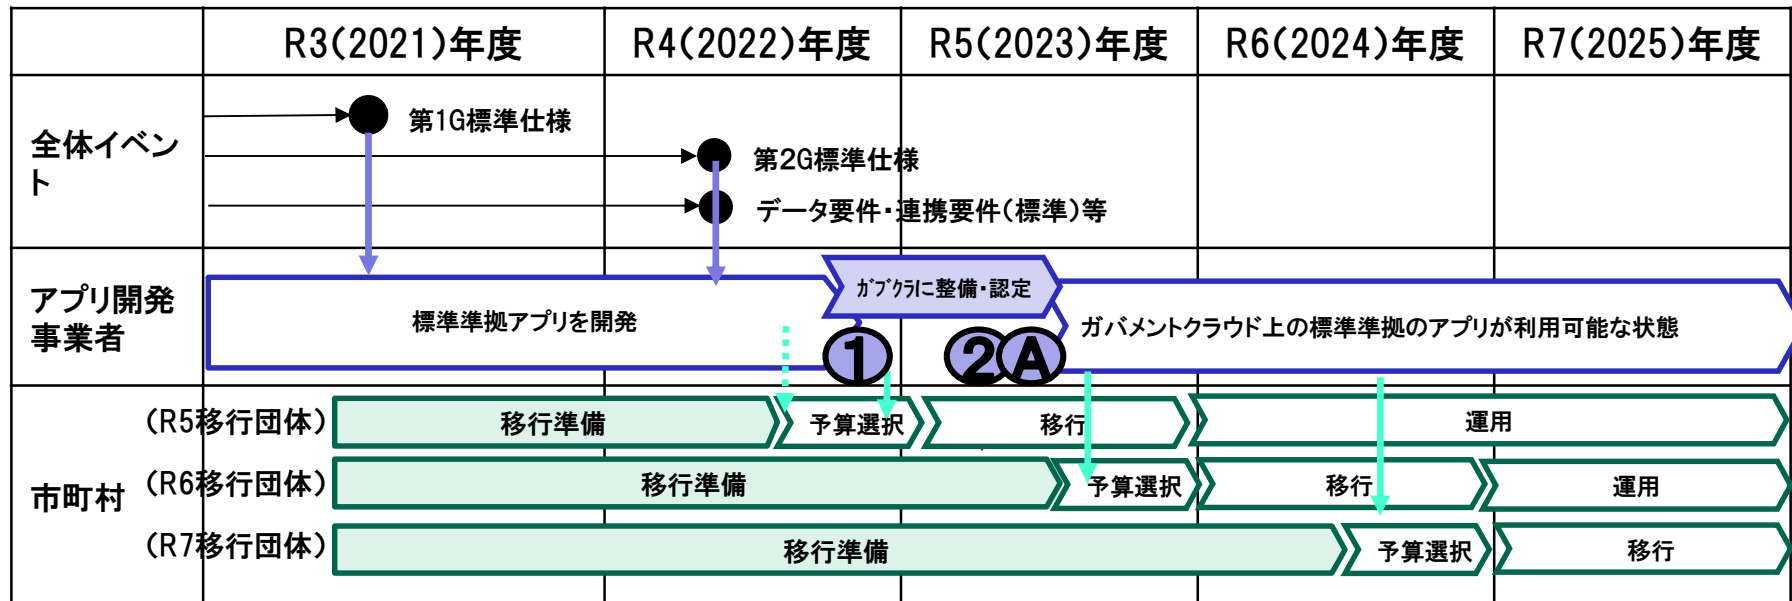 R3(2021)年度
R4(2022)年度
R5(2023)年度
R6(2024)年度
R7(2025)年度
全体イベン
ト
第1G標準仕様
第2G標準仕様
データ要件・連携要件(標準)等
アプリ開発
事業者
標準準拠アプリを開発
ｶﾞﾌﾞｸﾗに整備・認定
ガバメントクラウド上の標準準拠のアプリが利用可能な状態
①
②
Ⓐ
市町村
(R5移行団体)
移行準備
予算選択
移行
運用
(R6移行団体)
移行準備
予算選択
移行
運用
(R7移行団体)
移行準備
予算選択
移行